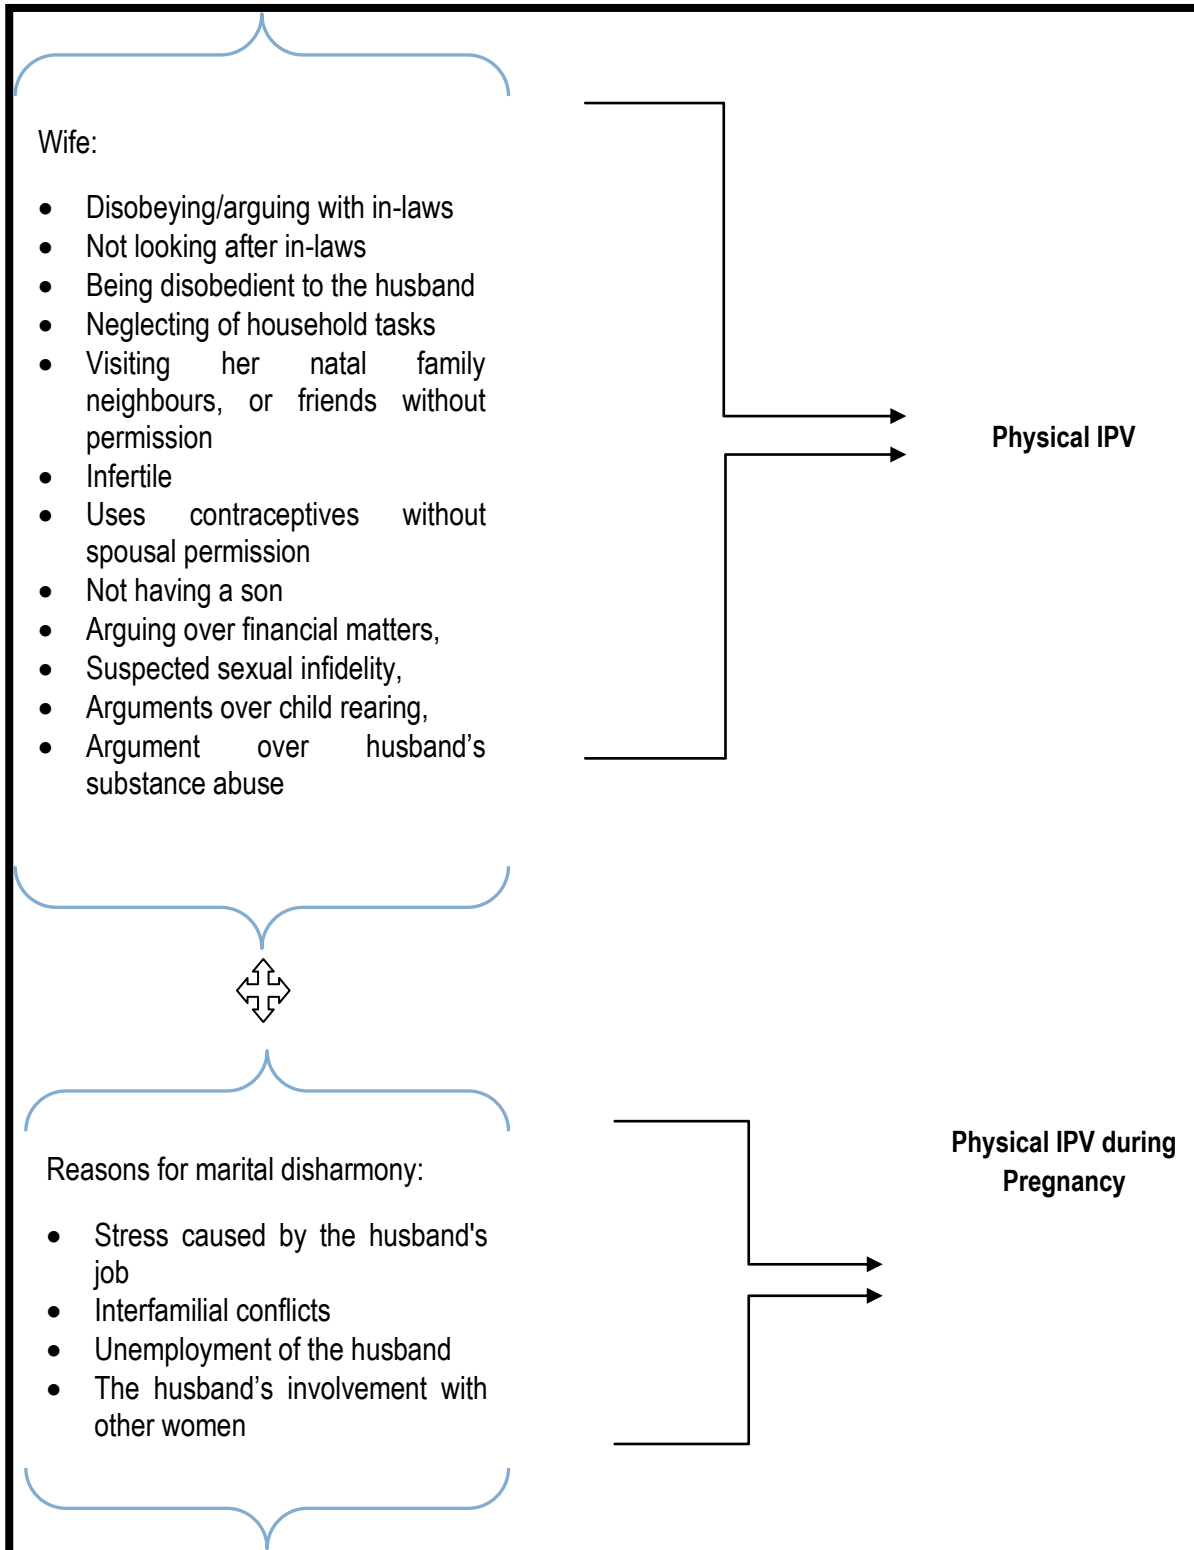 Wife:
• Disobeying/arguing with in-laws
• Not looking after in-laws
• Being disobedient to the husband
• Neglecting of household tasks
• Visiting her natal family
neighbours, or friends without
permission
• Infertile
• Uses contraceptives without
spousal permission
• Not having a son
• Arguing over financial matters,
• Suspected sexual infidelity,
• Arguments over child rearing,
• Argument over husband’s
substance abuse
Physical IPV
Reasons for marital disharmony:
• Stress caused by the husband's
job
• Interfamilial conflicts
• Unemployment of the husband
• The husband’s involvement with
other women
Physical IPV during
Pregnancy